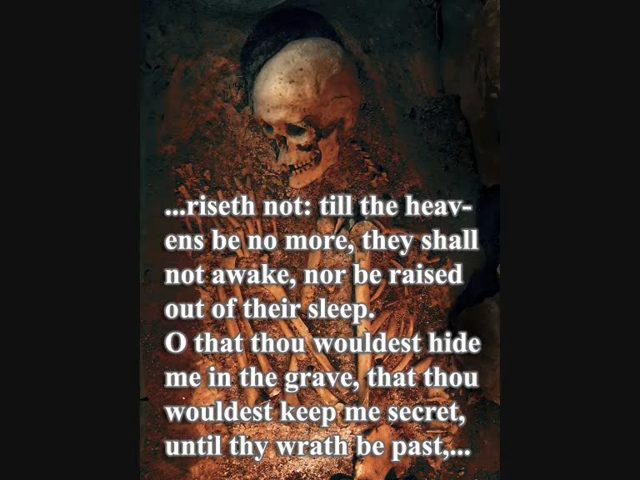 ...riseth not: till the heav-
ens be no more, they shall
not awake, nor be raised
out of their sleep.
O that thou wouldest hide
me in the grave, that thou
wouldest keep me secret,
until thy wrath be past,...